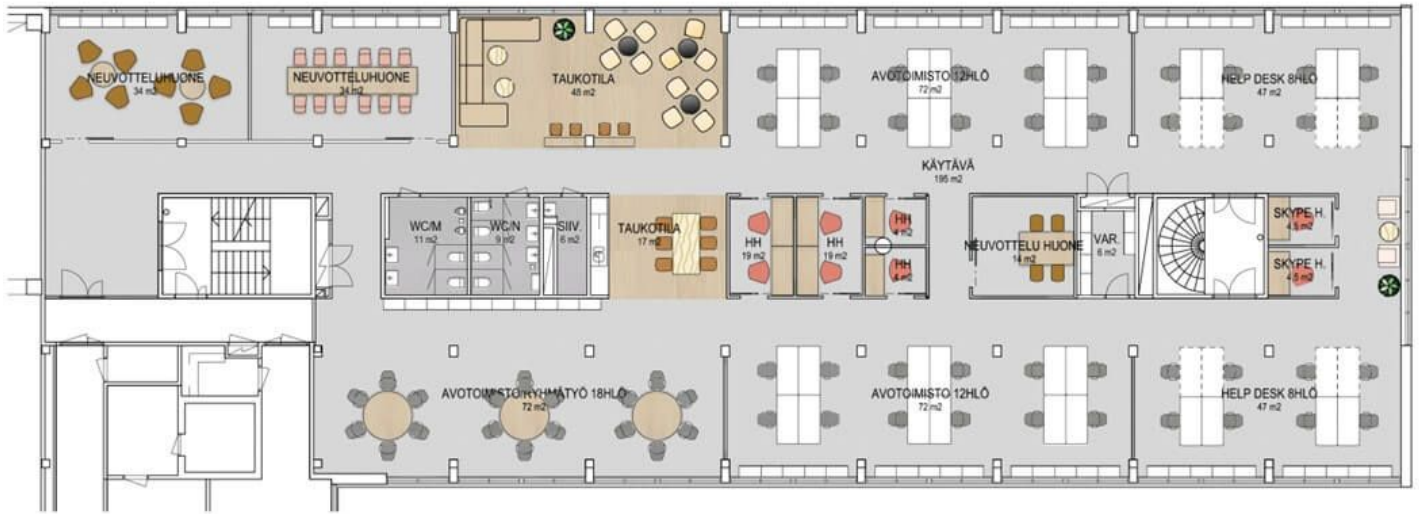 NEUVOTTELUHUONE
34 m2
NEUVOTTELUHUONE
34 m2
TAUKOTILA
48 m2
AVOTOIMISTO 12HLÖ
72 m2
HELP DESK 8HLÖ
47 m2
KÄYTÄVÄ
195 m2
WC/M
11 m2
WC/N
9 m2
SIIV.
6 m2
TAUKOTILA
17 m2
HH
19 m2
HH
19 m2
HH
4 m2
HH
4 m2
NEUVOTTELU HUONE
14 m2
VAR.
6 m2
SKYPE H.
4.5 m2
SKYPE H.
4.5 m2
AVOTOIMISTO/RYHMÄTYÖ 18HLÖ
72 m2
AVOTOIMISTO 12HLÖ
72 m2
HELP DESK 8HLÖ
47 m2